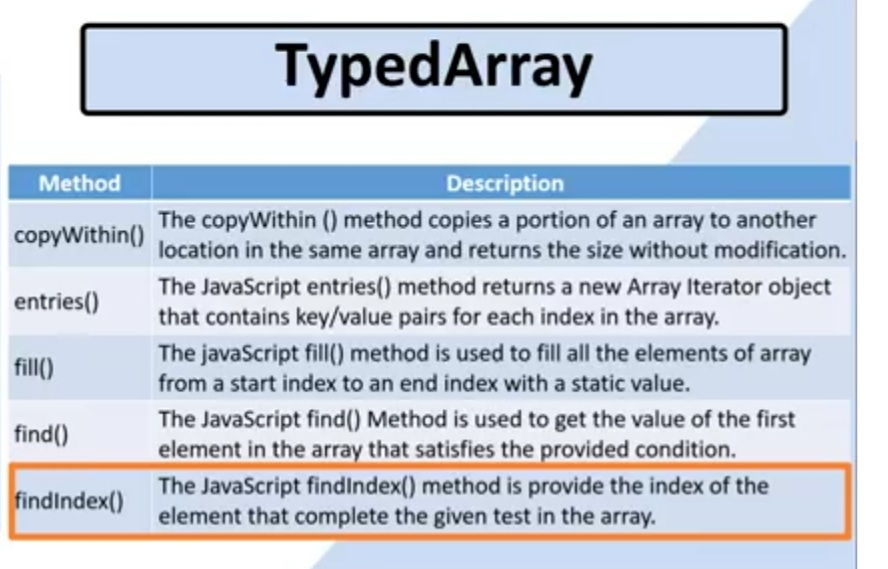 TypedArray
Method Description
copyWithin() The copyWithin () method copies a portion of an array to another
location in the same array and returns the size without modification.
entries() The JavaScript entries() method returns a new Array Iterator object
that contains key/value pairs for each index in the array.
fill() The javaScript fill() method is used to fill all the elements of array
from a start index to an end index with a static value.
find() The JavaScript find() Method is used to get the value of the first
element in the array that satisfies the provided condition.
findIndex() The JavaScript findIndex() method is provide the index of the
element that complete the given test in the array.